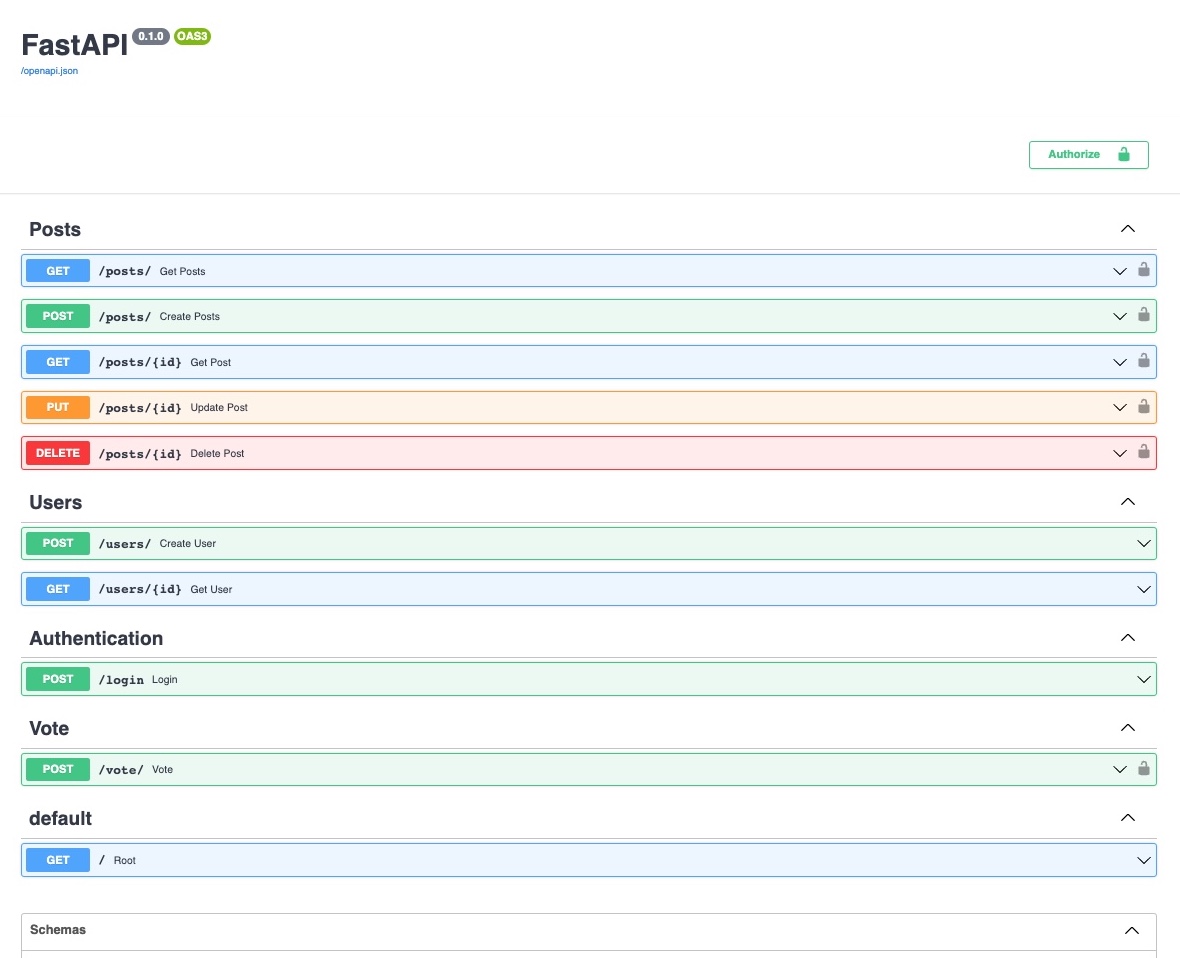 FastAPI 0.1.0 OAS3
/openapi.json
Authorize
Posts
GET /posts/ Get Posts
POST /posts/ Create Posts
GET /posts/{id} Get Post
PUT /posts/{id} Update Post
DELETE /posts/{id} Delete Post
Users
POST /users/ Create User
GET /users/{id} Get User
Authentication
POST /login Login
Vote
POST /vote/ Vote
default
GET / Root
Schemas